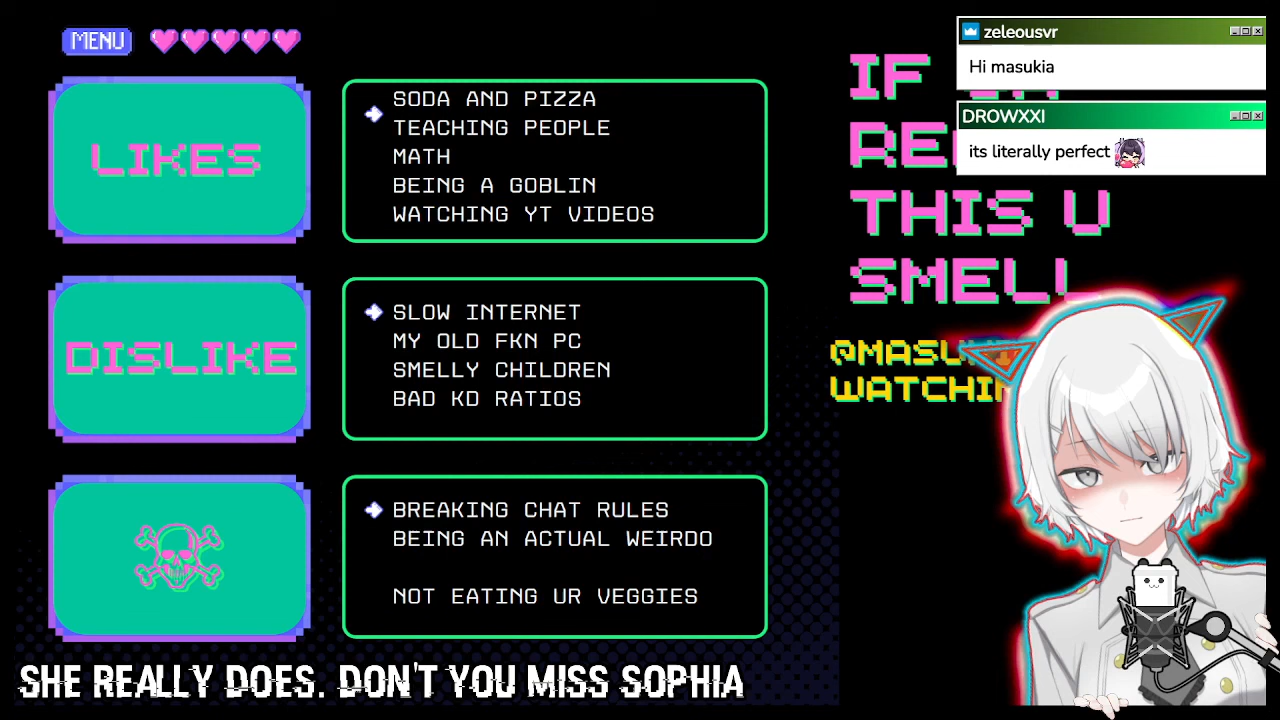 MENU
LIKES
SODA AND PIZZA
TEACHING PEOPLE
MATH
BEING A GOBLIN
WATCHING YT VIDEOS
DISLIKE
SLOW INTERNET
MY OLD FKN PC
SMELLY CHILDREN
BAD KD RATIOS
BREAKING CHAT RULES
BEING AN ACTUAL WEIRDO
NOT EATING UR VEGGIES
IF
THIS U
SMELL
zeleousvr
Hi masukia
DROWXXI
its literally perfect
SHE REALLY DOES. DON'T YOU MISS SOPHIA